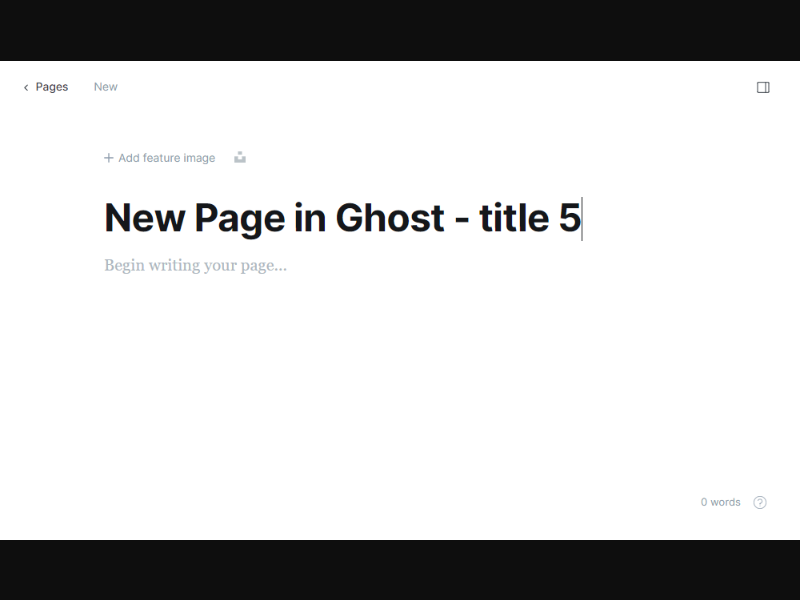 Pages New
Add feature image
New Page in Ghost - title 5
Begin writing your page...
0 words ?